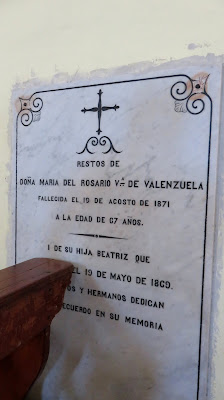 RESTOS DE
DOÑA MARIA DEL ROSARIO Vª DE VALENZUELA
FALLECIDA EL 19 DE AGOSTO DE 1871
A LA EDAD DE 67 AÑOS.
I DE SU HIJA BEATRIZ QUE
EL 19 DE MAYO DE 1860.
Y HERMANOS DEDICAN
RECUERDO EN SU MEMORIA